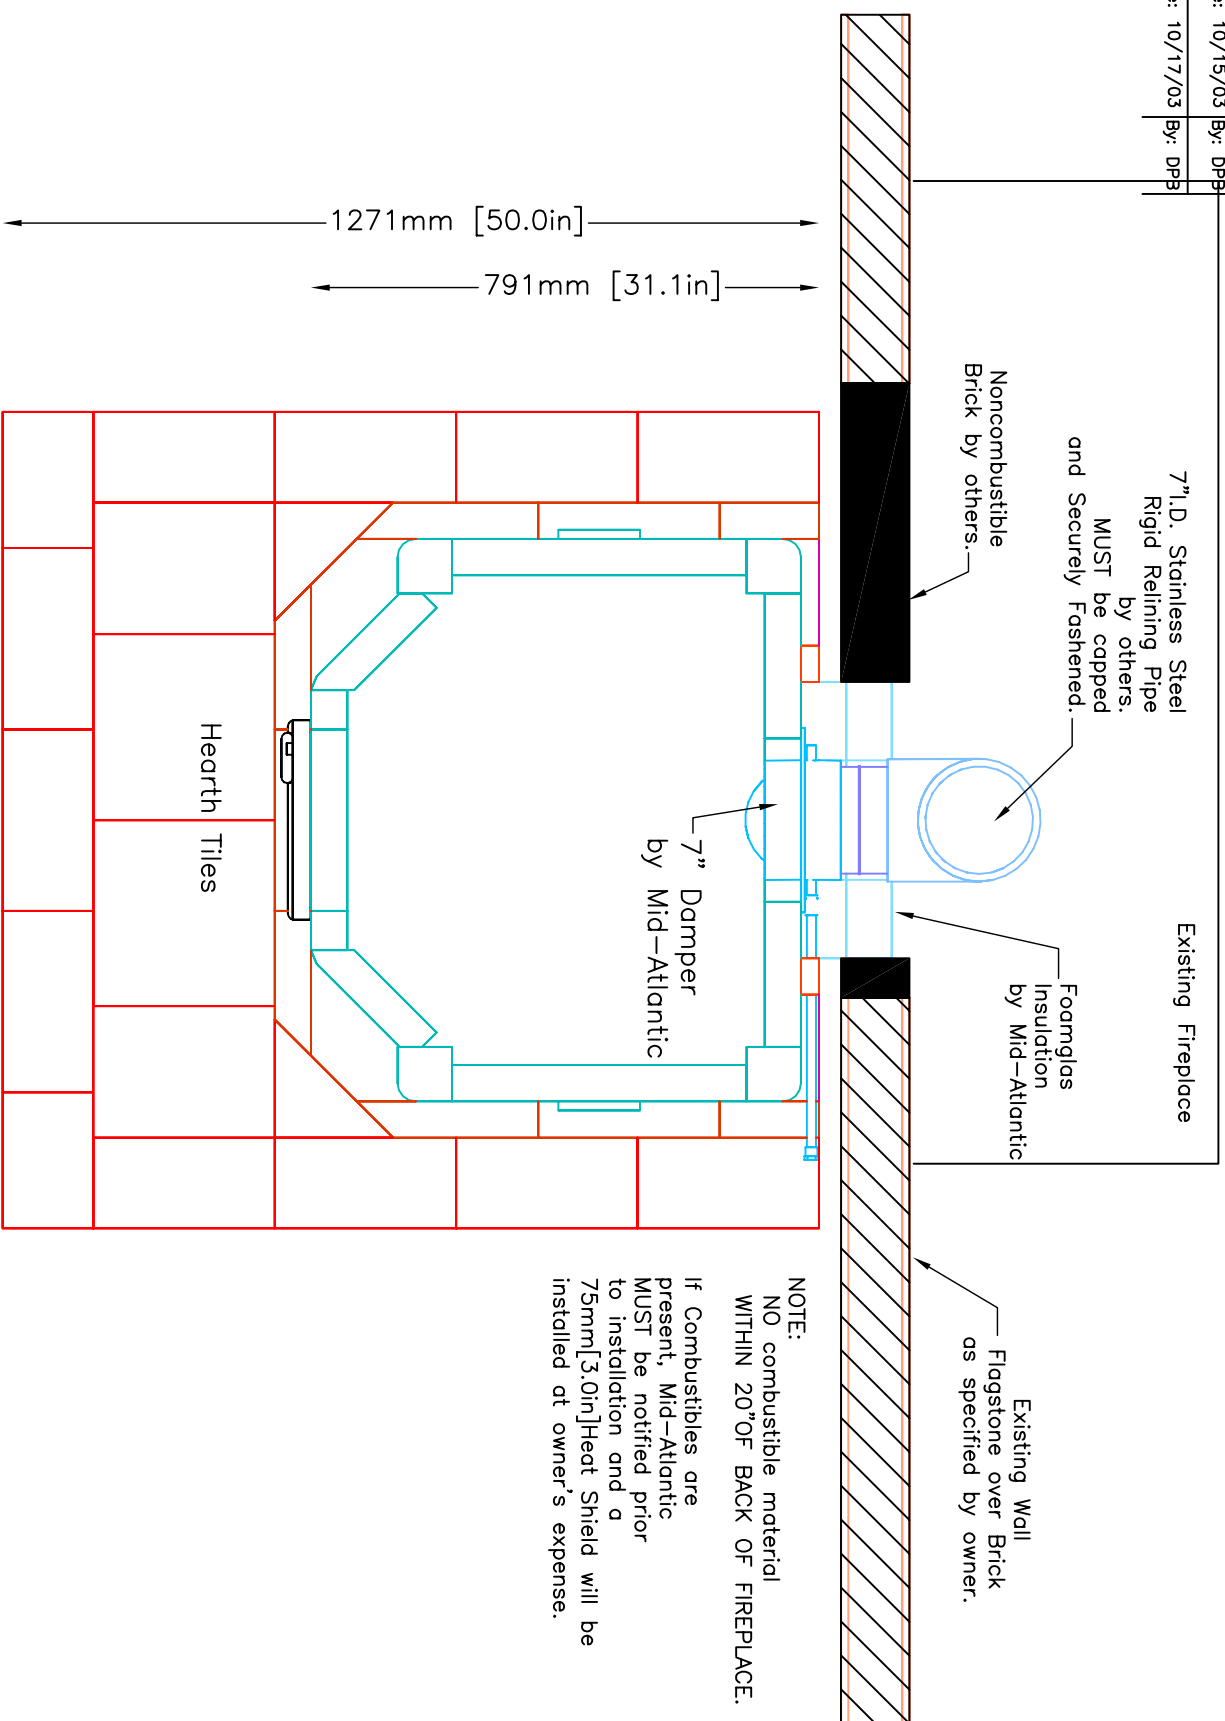 : 10/15/03 By: DPB
: 10/17/03 By: DPB
Existing Fireplace
7"I.D. Stainless Steel
Rigid Relining Pipe
by others.
MUST be capped
and Securely Fashened.
Noncombustible
Brick by others.
Foamglas
Insulation
by Mid-Atlantic
Existing Wall
Flagstone over Brick
as specified by owner.
1271mm [50.0in]
791mm [31.1in]
7" Damper
by Mid-Atlantic
Hearth Tiles
NOTE:
NO combustible material
WITHIN 20"OF BACK OF FIREPLACE.
If Combustibles are
present, Mid-Atlantic
MUST be notified prior
to installation and a
75mm[3.0in]Heat Shield will be
installed at owner's expense.